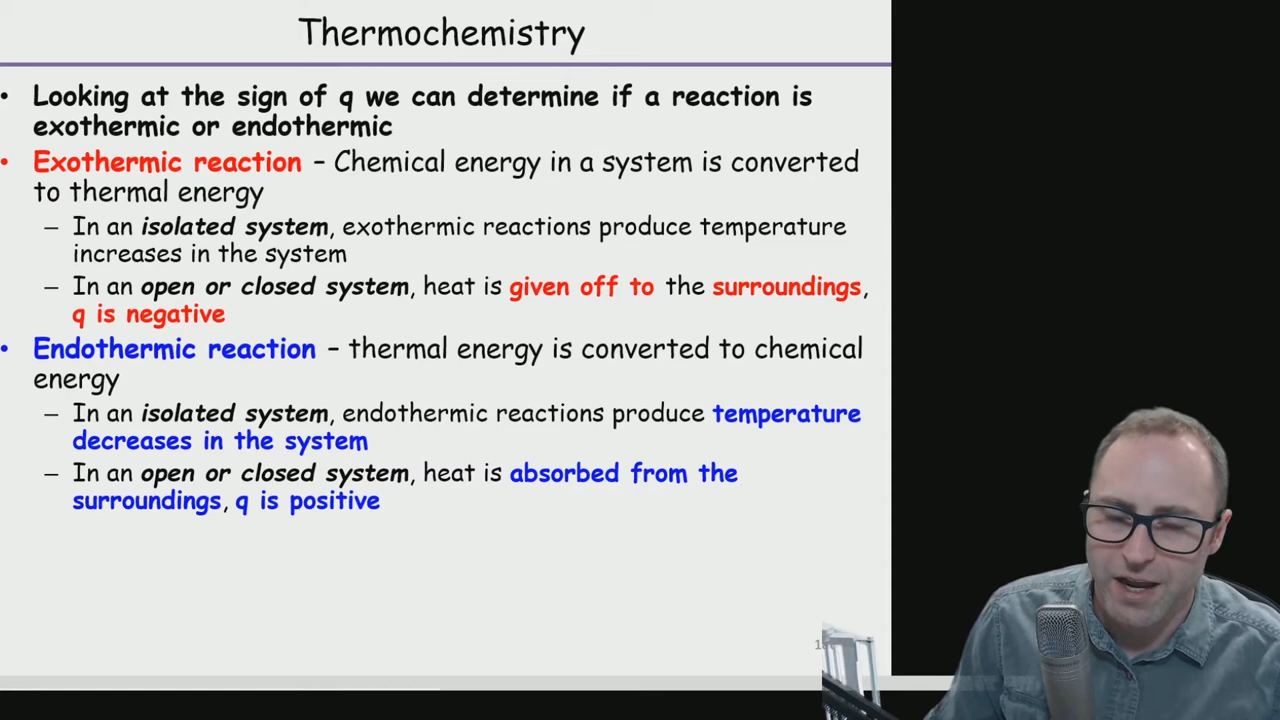 Thermochemistry
• Looking at the sign of q we can determine if a reaction is
exothermic or endothermic
• Exothermic reaction – Chemical energy in a system is converted
to thermal energy
– In an isolated system, exothermic reactions produce temperature
increases in the system
– In an open or closed system, heat is given off to the surroundings,
q is negative
• Endothermic reaction – thermal energy is converted to chemical
energy
– In an isolated system, endothermic reactions produce temperature
decreases in the system
– In an open or closed system, heat is absorbed from the
surroundings, q is positive